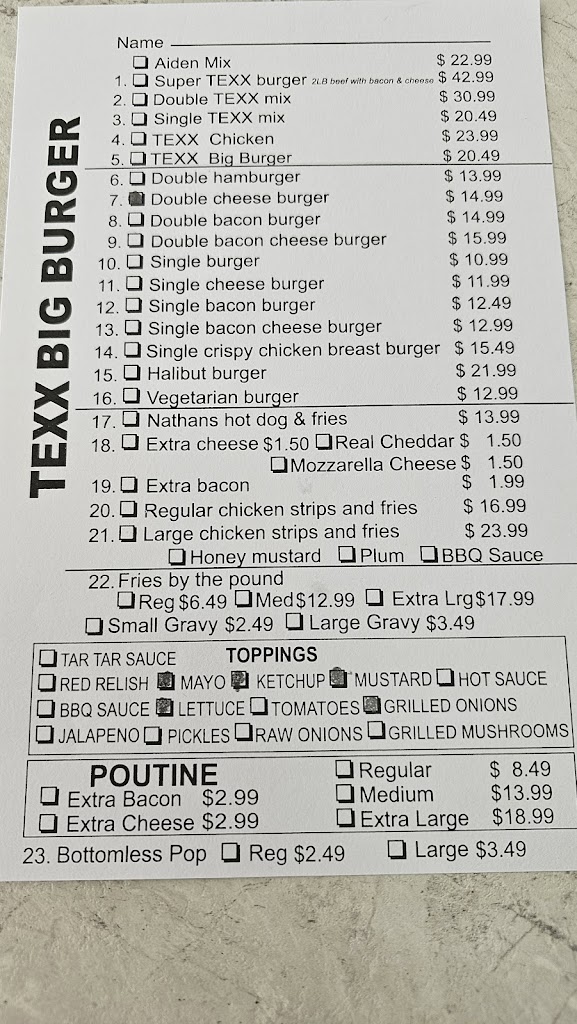 TEXX BIG BURGER
Name
Aiden Mix $ 22.99
1. Super TEXX burger 2LB beef with bacon & cheese $ 42.99
2. Double TEXX mix $ 30.99
3. Single TEXX mix $ 20.49
4. TEXX Chicken $ 23.99
5. TEXX Big Burger $ 20.49
6. Double hamburger $ 13.99
7. Double cheese burger $ 14.99
8. Double bacon burger $ 14.99
9. Double bacon cheese burger $ 15.99
10. Single burger $ 10.99
11. Single cheese burger $ 11.99
12. Single bacon burger $ 12.49
13. Single bacon cheese burger $ 12.99
14. Single crispy chicken breast burger $ 15.49
15. Halibut burger $ 21.99
16. Vegetarian burger $ 12.99
17. Nathans hot dog & fries $ 13.99
18. Extra cheese $1.50 Real Cheddar $ 1.50
Mozzarella Cheese $ 1.50
19. Extra bacon $ 1.99
20. Regular chicken strips and fries $ 16.99
21. Large chicken strips and fries $ 23.99
Honey mustard Plum BBQ Sauce
22. Fries by the pound
Reg $6.49 Med $12.99 Extra Lrg $17.99
Small Gravy $2.49 Large Gravy $3.49
TAR TAR SAUCE TOPPINGS
RED RELISH MAYO KETCHUP MUSTARD HOT SAUCE
BBQ SAUCE LETTUCE TOMATOES GRILLED ONIONS
JALAPENO PICKLES RAW ONIONS GRILLED MUSHROOMS
POUTINE Regular $ 8.49
Extra Bacon $2.99 Medium $13.99
Extra Cheese $2.99 Extra Large $18.99
23. Bottomless Pop Reg $2.49 Large $3.49